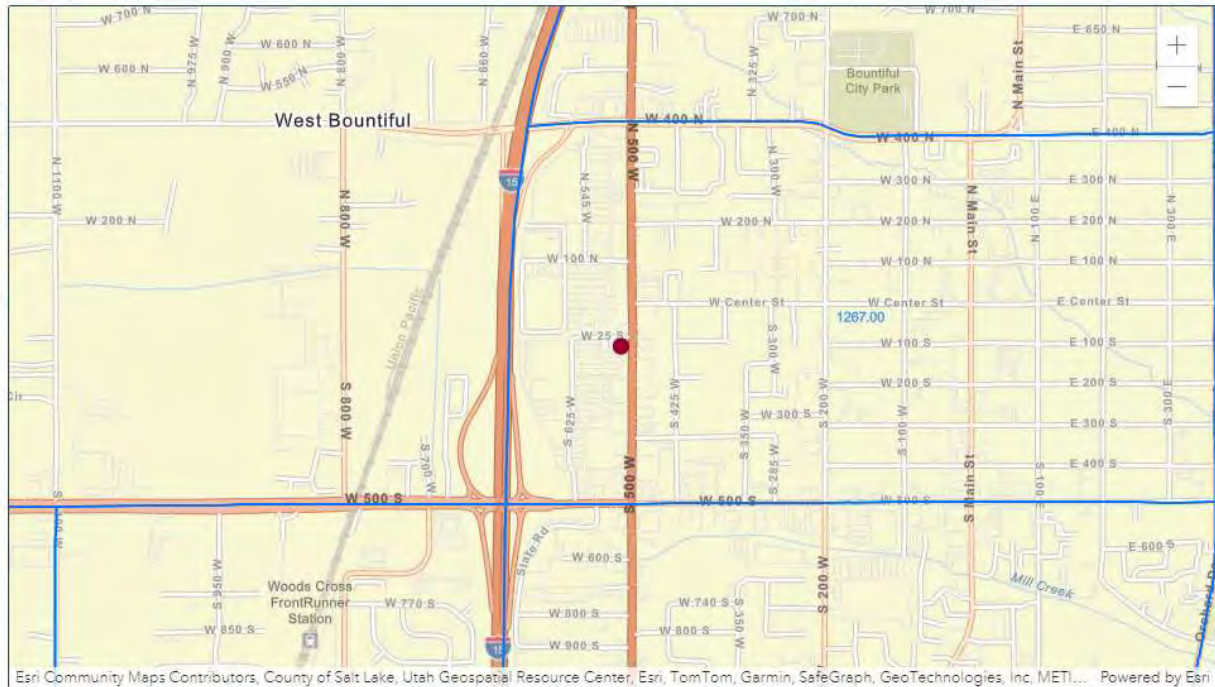 W 700 N
W 700 N
W 700 N
E 650 N
W 600 N
N 975 W
N 900 W
N 800 W
N 660 W
W 600 N
W 550 N
N 325 W
Bountiful
City Park
N Main St
+
−
West Bountiful
N 500 W
W 400 N
W 400 N
E 400 N
15
N 1100 W
N 300 W
W 300 N
E 300 N
W 200 N
N 800 W
N 545 W
W 200 N
W 200 N
N Main St
N 100 E
E 200 N
N 300 E
W 100 N
W 100 N
E 100 N
W Center St
W Center St
E Center St
1267.00
Union Pacific
W 25 S
S 300 W
W 100 S
E 100 S
S 800 W
S 625 W
S 425 W
W 200 S
E 200 S
S 300 E
Cir
S 350 W
W 300 S
S 200 W
S 100 W
E 300 S
S 700 W
S 285 W
E 400 S
W 500 S
S 500 W
W 500 S
S Main St
State Rd
W 600 S
E 600 S
S 950 W
Woods Cross
FrontRunner
Station
W 770 S
W 740 S
S 200 W
Mill Creek
W 800 S
S 350 W
W 850 S
W 800 S
15
W 900 S
Esri Community Maps Contributors, County of Salt Lake, Utah Geospatial Resource Center, Esri, TomTom, Garmin, SafeGraph, GeoTechnologies, Inc, METI... Powered by Esri